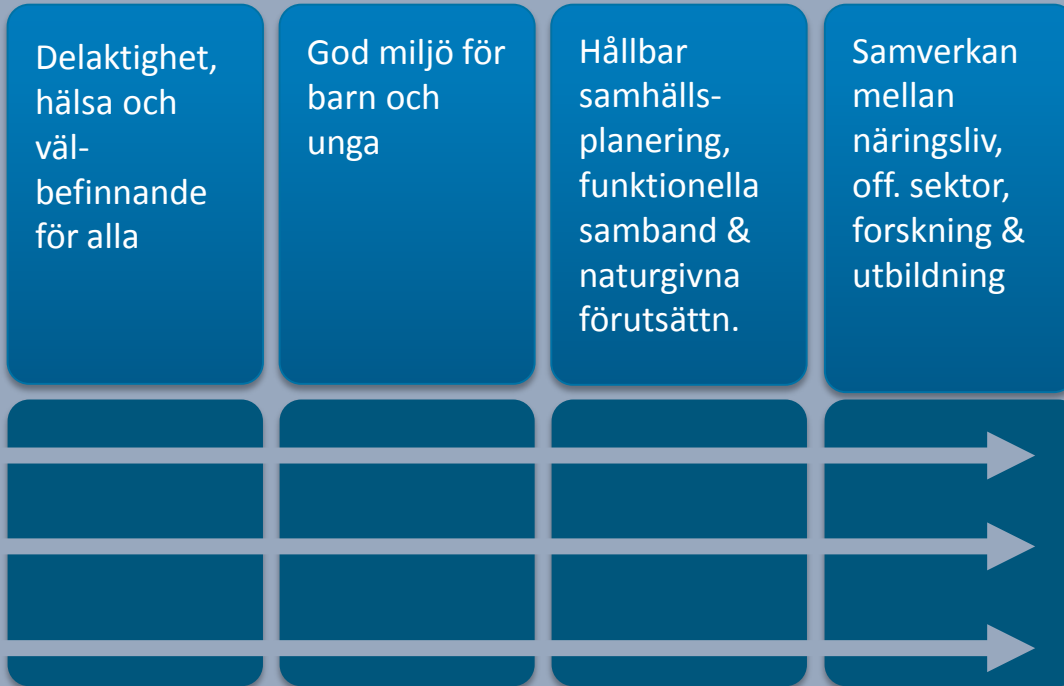 Delaktighet,
hälsa och
väl-
befinnande
för alla
God miljö för
barn och
unga
Hållbar
samhälls-
planering,
funktionella
samband &
naturgivna
förutsättn.
Samverkan
mellan
näringsliv,
off. sektor,
forskning &
utbildning